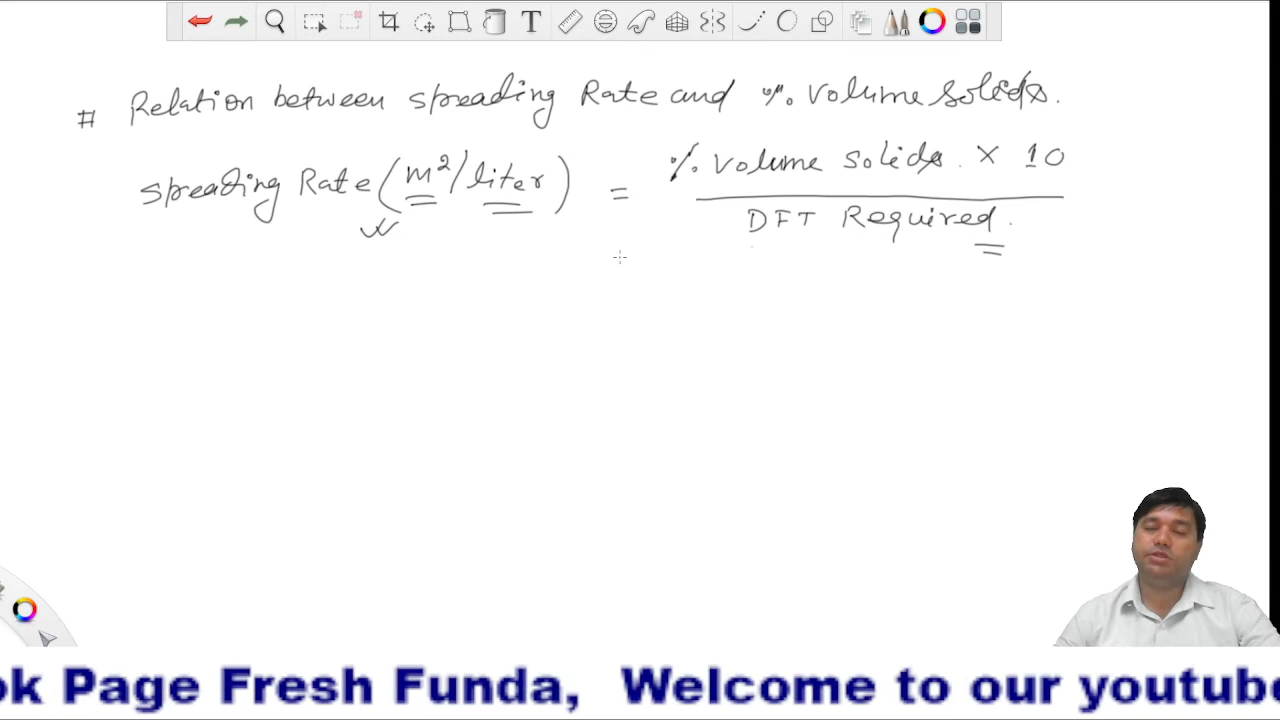 # Relation between spreading Rate and % Volume solids.
spreading Rate (m²/liter) = % Volume solids. X 10
DFT Required.
ok Page Fresh Funda, Welcome to our youtube